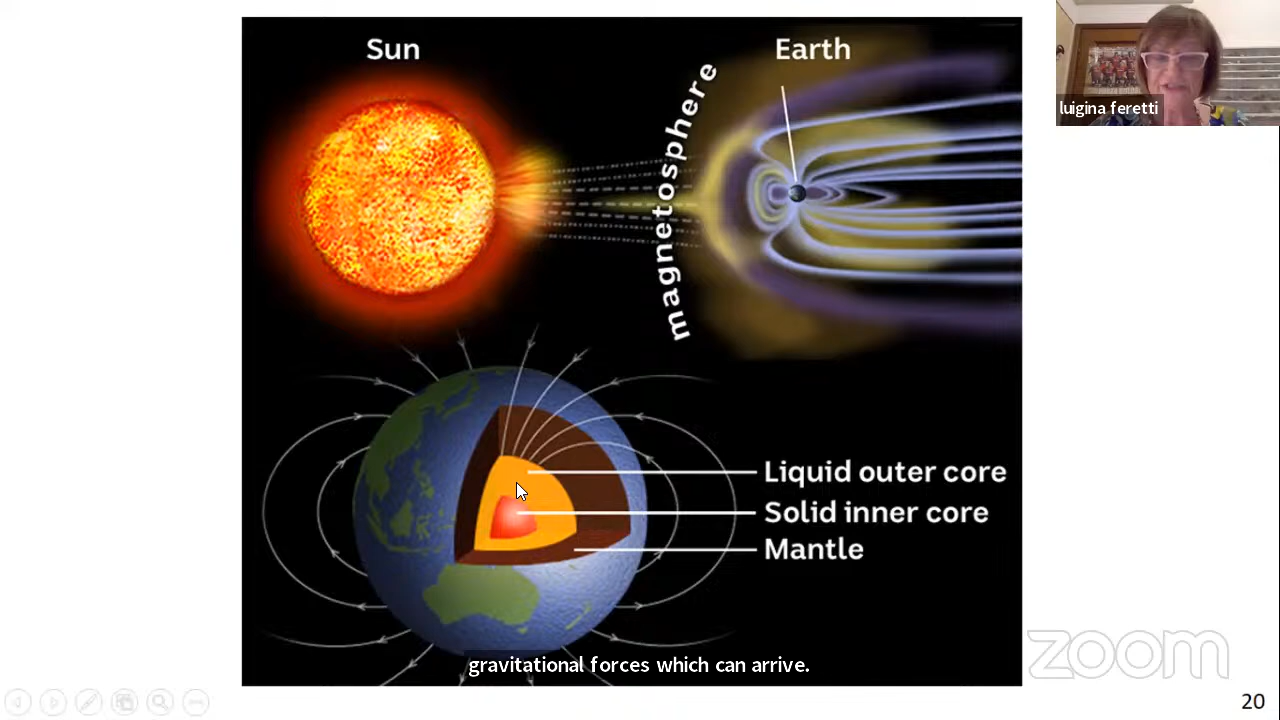 Sun
Earth
magnetosphere
luigina feretti
Liquid outer core
Solid inner core
Mantle
gravitational forces which can arrive.
zoom
20